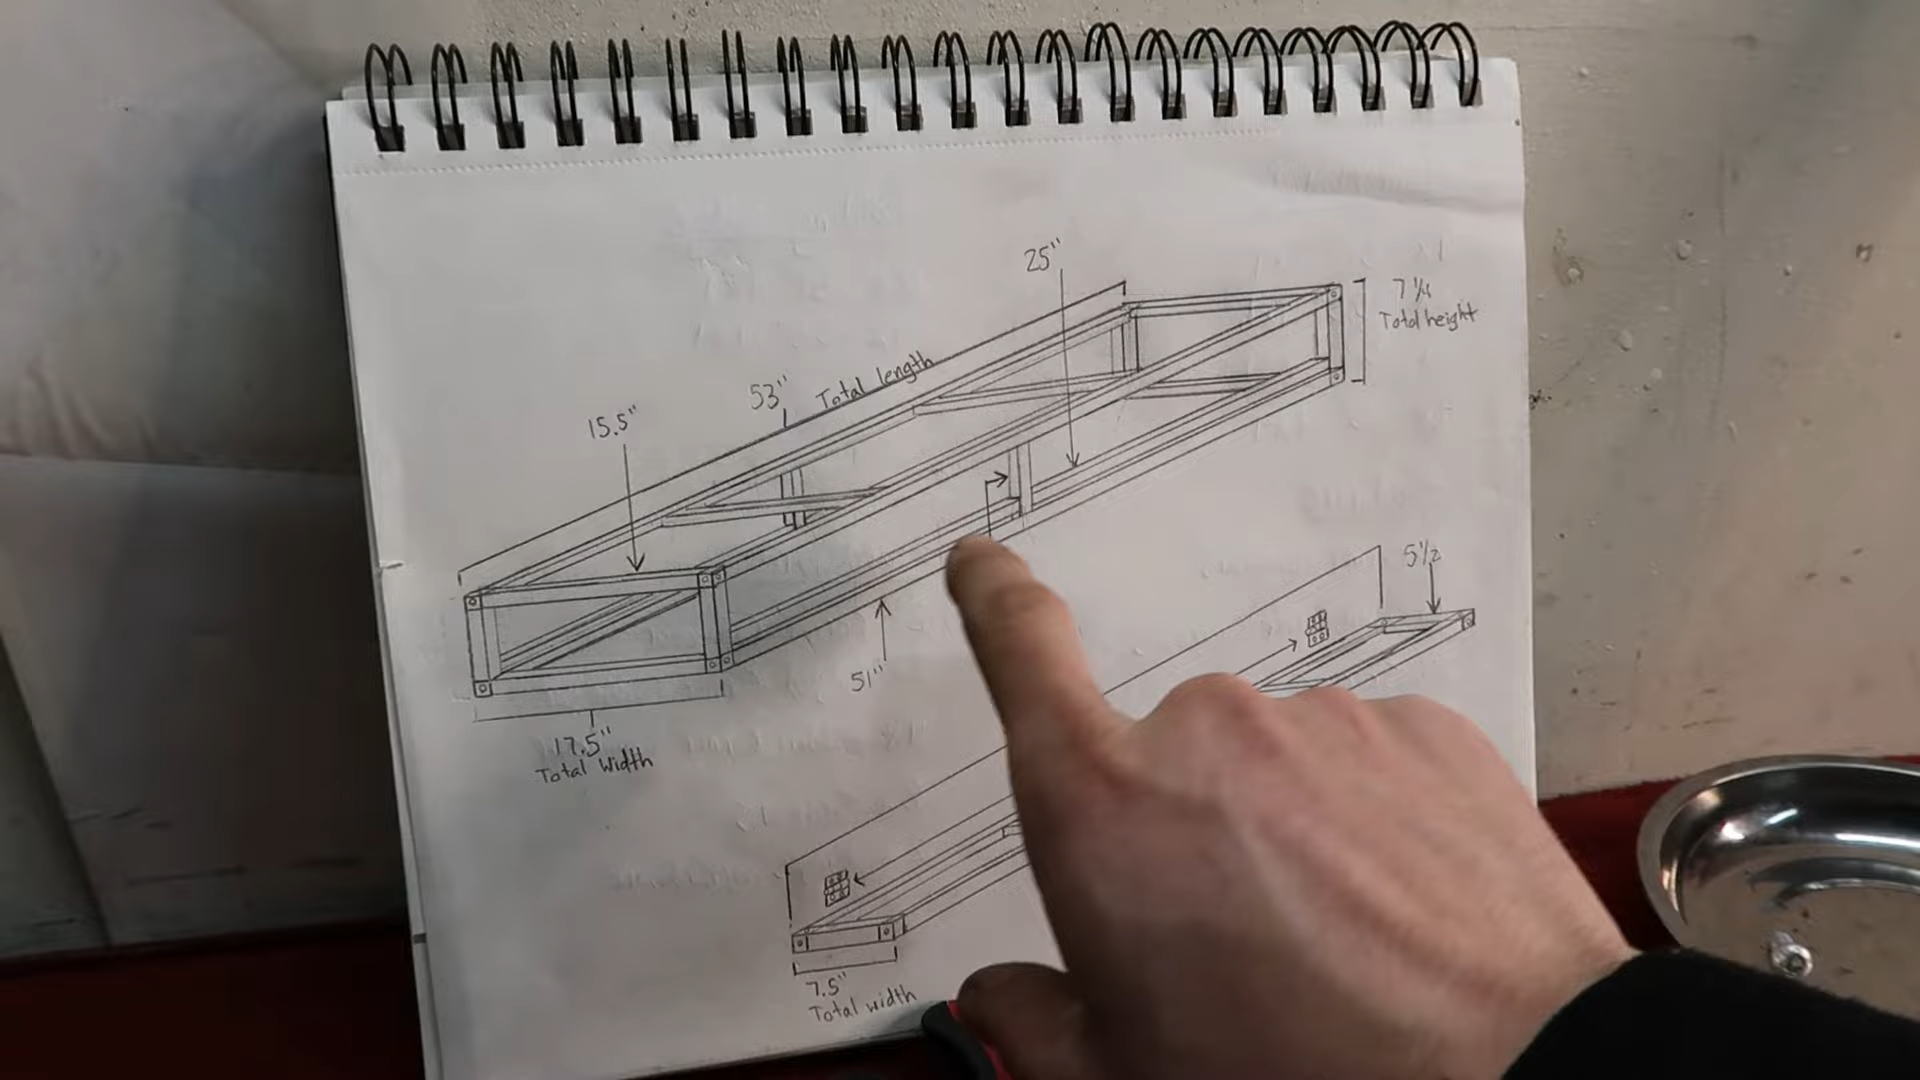 25"
7 1/4
Total height
53" Total length
15.5"
5 1/2
51"
17.5"
Total Width
7.5"
Total width